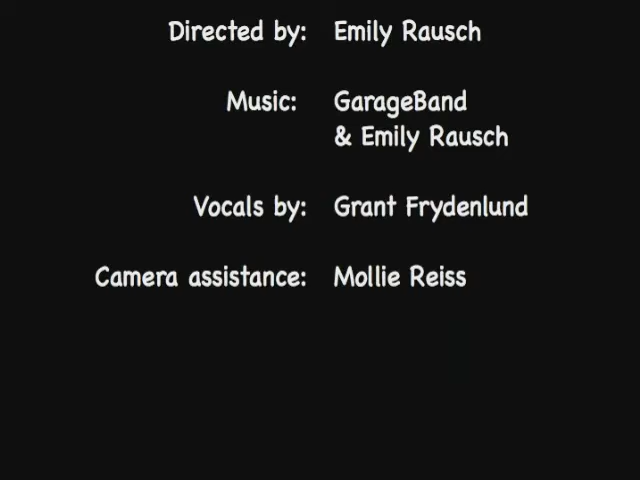 Directed by: Emily Rausch
Music: GarageBand
& Emily Rausch
Vocals by: Grant Frydenlund
Camera assistance: Mollie Reiss